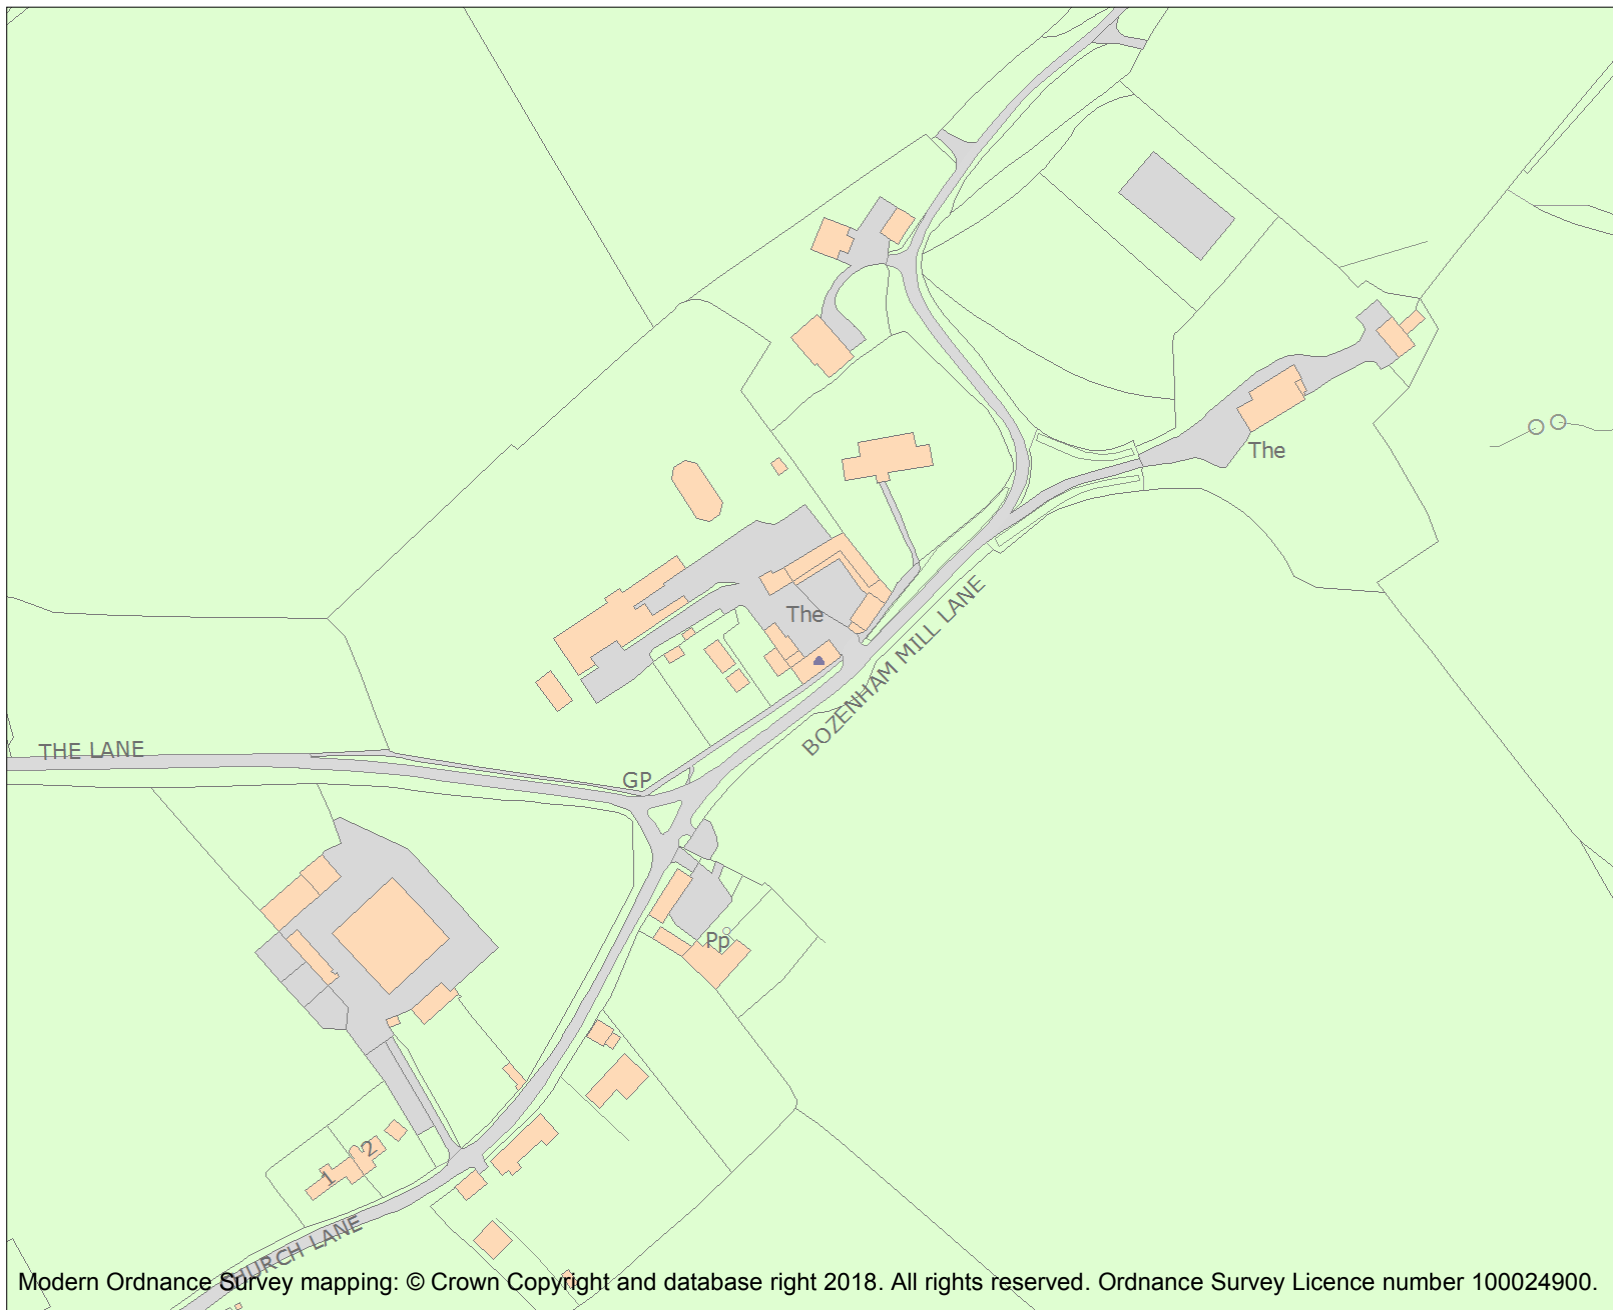 The
The
BOZENHAM MILL LANE
THE LANE
GP
Pp
2
1
CHURCH LANE
Modern Ordnance Survey mapping: © Crown Copyright and database right 2018. All rights reserved. Ordnance Survey Licence number 100024900.